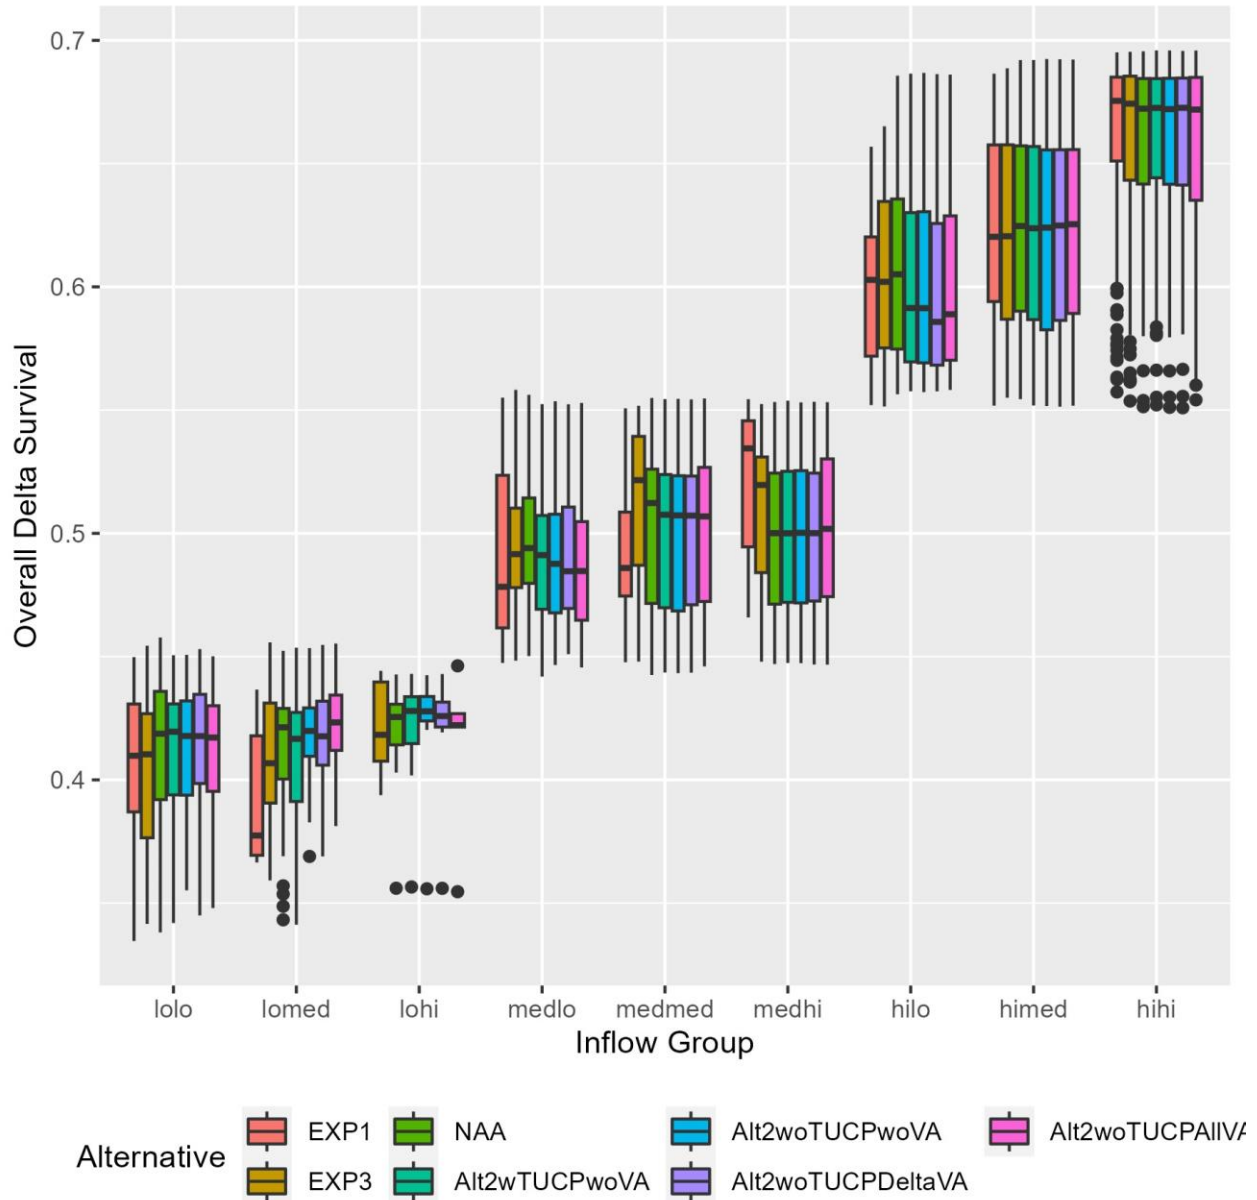 0.7
0.6
0.5
0.4
Overall Delta Survival
lolo lomed lohi medlo medmed medhi hilo himed hihi
Inflow Group
Alternative
EXP1 NAA Alt2woTUCPwoVA Alt2woTUCPAllVA
EXP3 Alt2wTUCPwoVA Alt2woTUCPDeltaVA